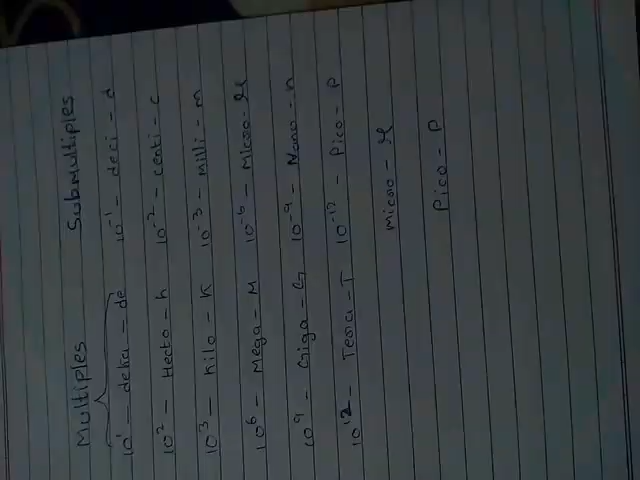 Multiples Submultiples
10¹ — deka — de 10⁻¹ — deci — d
10² — Hecto — h 10⁻² — centi — c
10³ — Kilo — K 10⁻³ — Milli — m
10⁶ — Mega — M 10⁻⁶ — Micro — μ
10⁹ — Giga — G 10⁻⁹ — Nano — n
10¹² — Tera — T 10⁻¹² — Pico — P
micro — μ
Pico — P